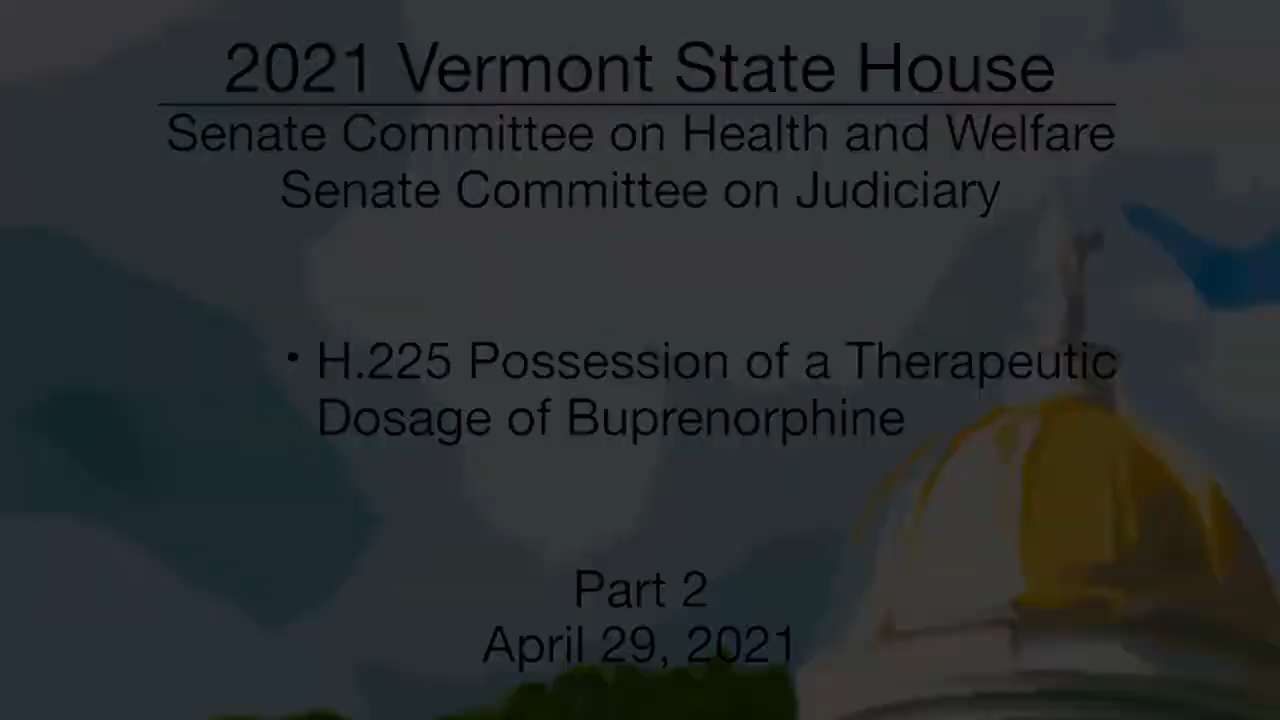 2021 Vermont State House
Senate Committee on Health and Welfare
Senate Committee on Judiciary
• H.225 Possession of a Therapeutic
Dosage of Buprenorphine
Part 2
April 29, 2021